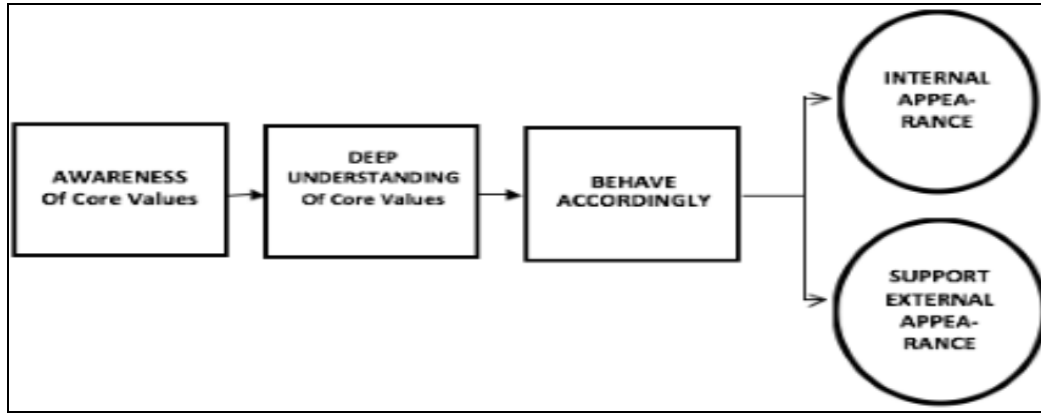 AWARENESS
Of Core Values
DEEP
UNDERSTANDING
Of Core Values
BEHAVE
ACCORDINGLY
INTERNAL
APPEA-
RANCE
SUPPORT
EXTERNAL
APPEA-
RANCE